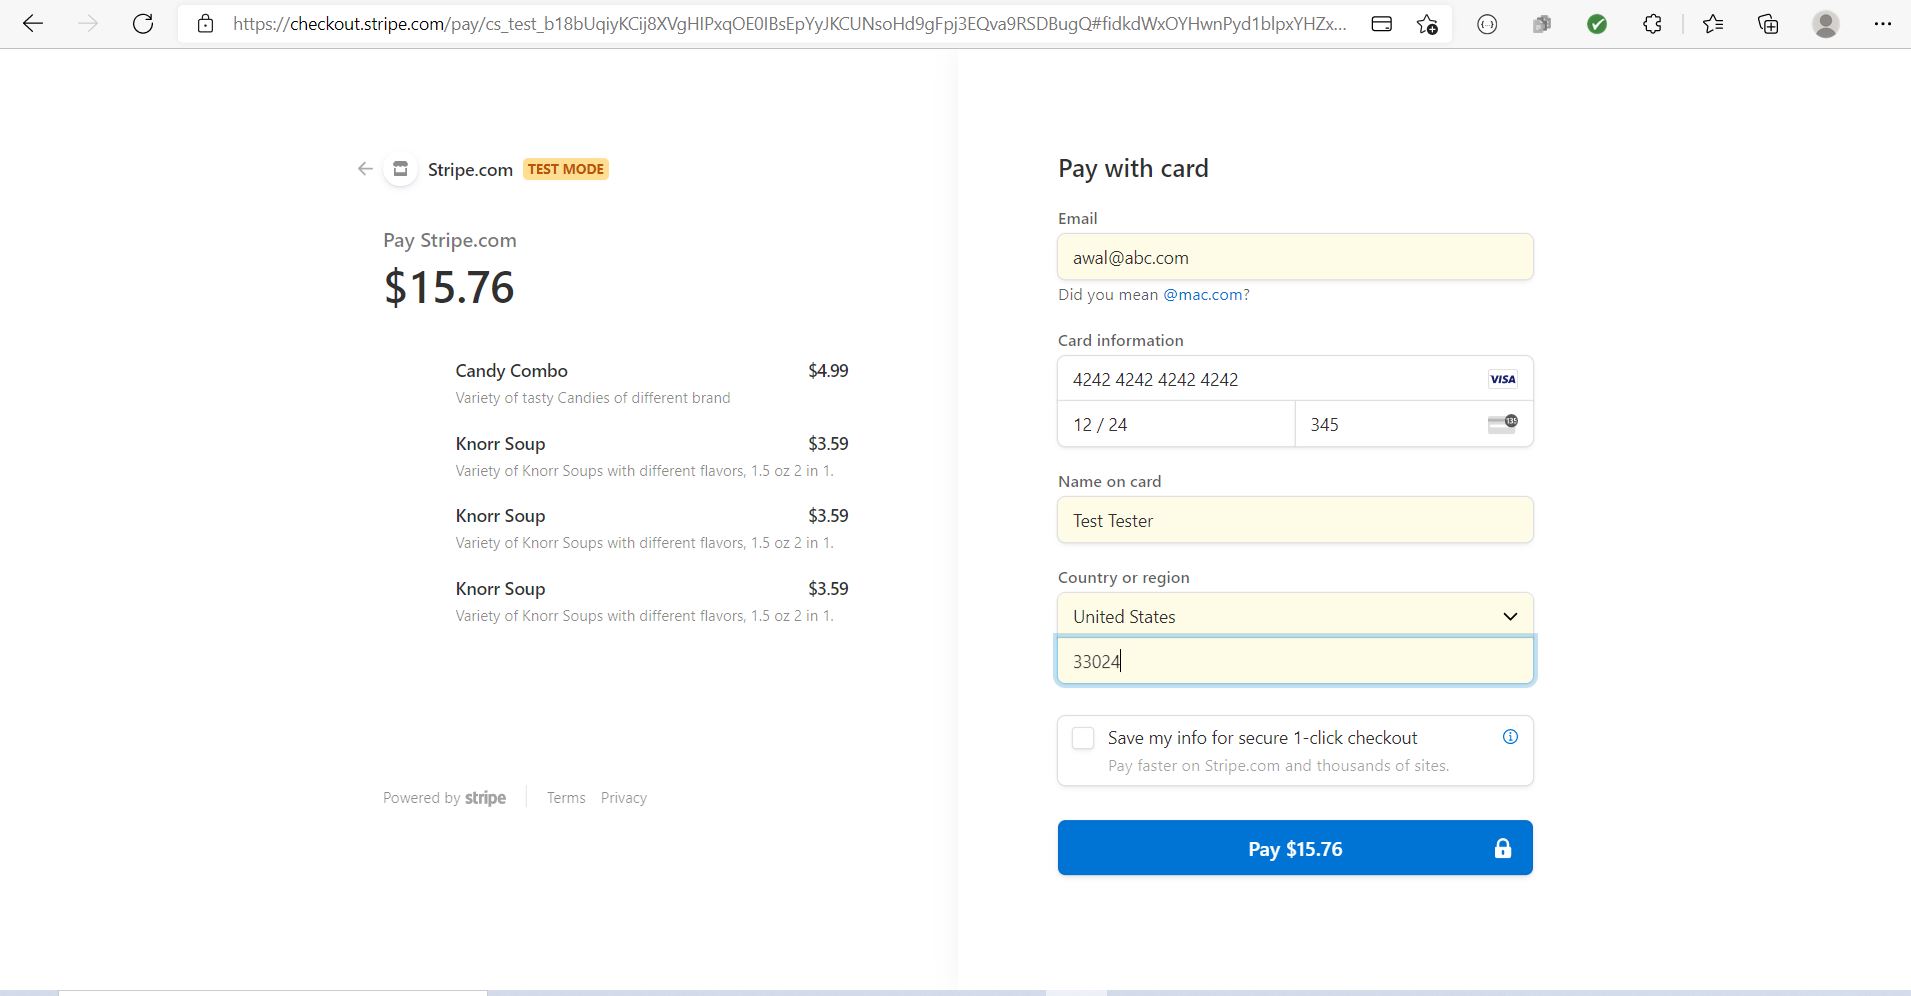 https://checkout.stripe.com/pay/cs_test_b18bUqiyKCij8XVgHIPxqOE0IBsEpYyJKCUNsoHd9gFpj3EQva9RSDBugQ#fidkdWxOYHwnPyd1blpxYHZx...
Stripe.com TEST MODE
Pay Stripe.com
$15.76
Candy Combo $4.99
Variety of tasty Candies of different brand
Knorr Soup $3.59
Variety of Knorr Soups with different flavors, 1.5 oz 2 in 1.
Knorr Soup $3.59
Variety of Knorr Soups with different flavors, 1.5 oz 2 in 1.
Knorr Soup $3.59
Variety of Knorr Soups with different flavors, 1.5 oz 2 in 1.
Powered by stripe Terms Privacy
Pay with card
Email
awal@abc.com
Did you mean @mac.com?
Card information
4242 4242 4242 4242 VISA
12 / 24 345 135
Name on card
Test Tester
Country or region
United States
33024
Save my info for secure 1-click checkout
Pay faster on Stripe.com and thousands of sites.
Pay $15.76